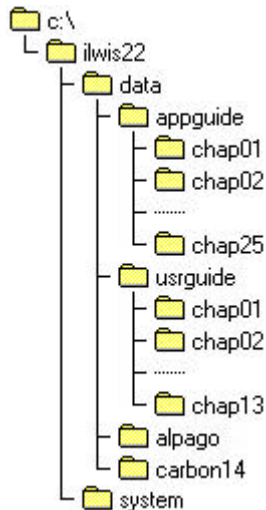 c:\
ilwis22
data
appguide
chap01
chap02
........
chap25
usrguide
chap01
chap02
........
chap13
alpago
carbon14
system